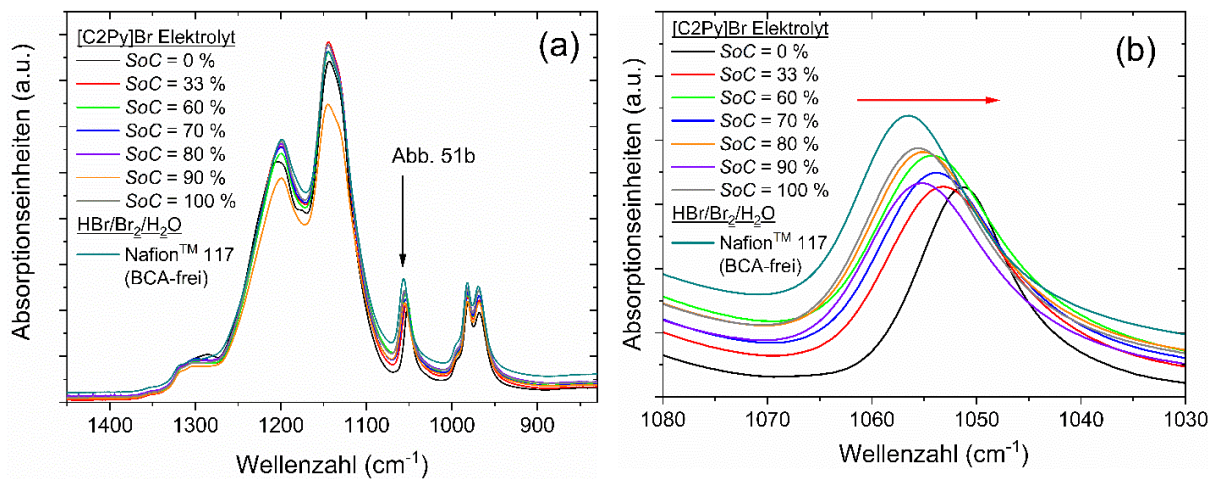 (a)
[C2Py]Br Elektrolyt
SoC = 0 %
SoC = 33 %
SoC = 60 %
SoC = 70 %
SoC = 80 %
SoC = 90 %
SoC = 100 %
HBr/Br₂/H₂O
Nafion™ 117
(BCA-frei)
Abb. 51b
Absorptionseinheiten (a.u.)
1400 1300 1200 1100 1000 900
Wellenzahl (cm⁻¹)
(b)
[C2Py]Br Elektrolyt
SoC = 0 %
SoC = 33 %
SoC = 60 %
SoC = 70 %
SoC = 80 %
SoC = 90 %
SoC = 100 %
HBr/Br₂/H₂O
Nafion™ 117
(BCA-frei)
Absorptionseinheiten (a.u.)
1080 1070 1060 1050 1040 1030
Wellenzahl (cm⁻¹)